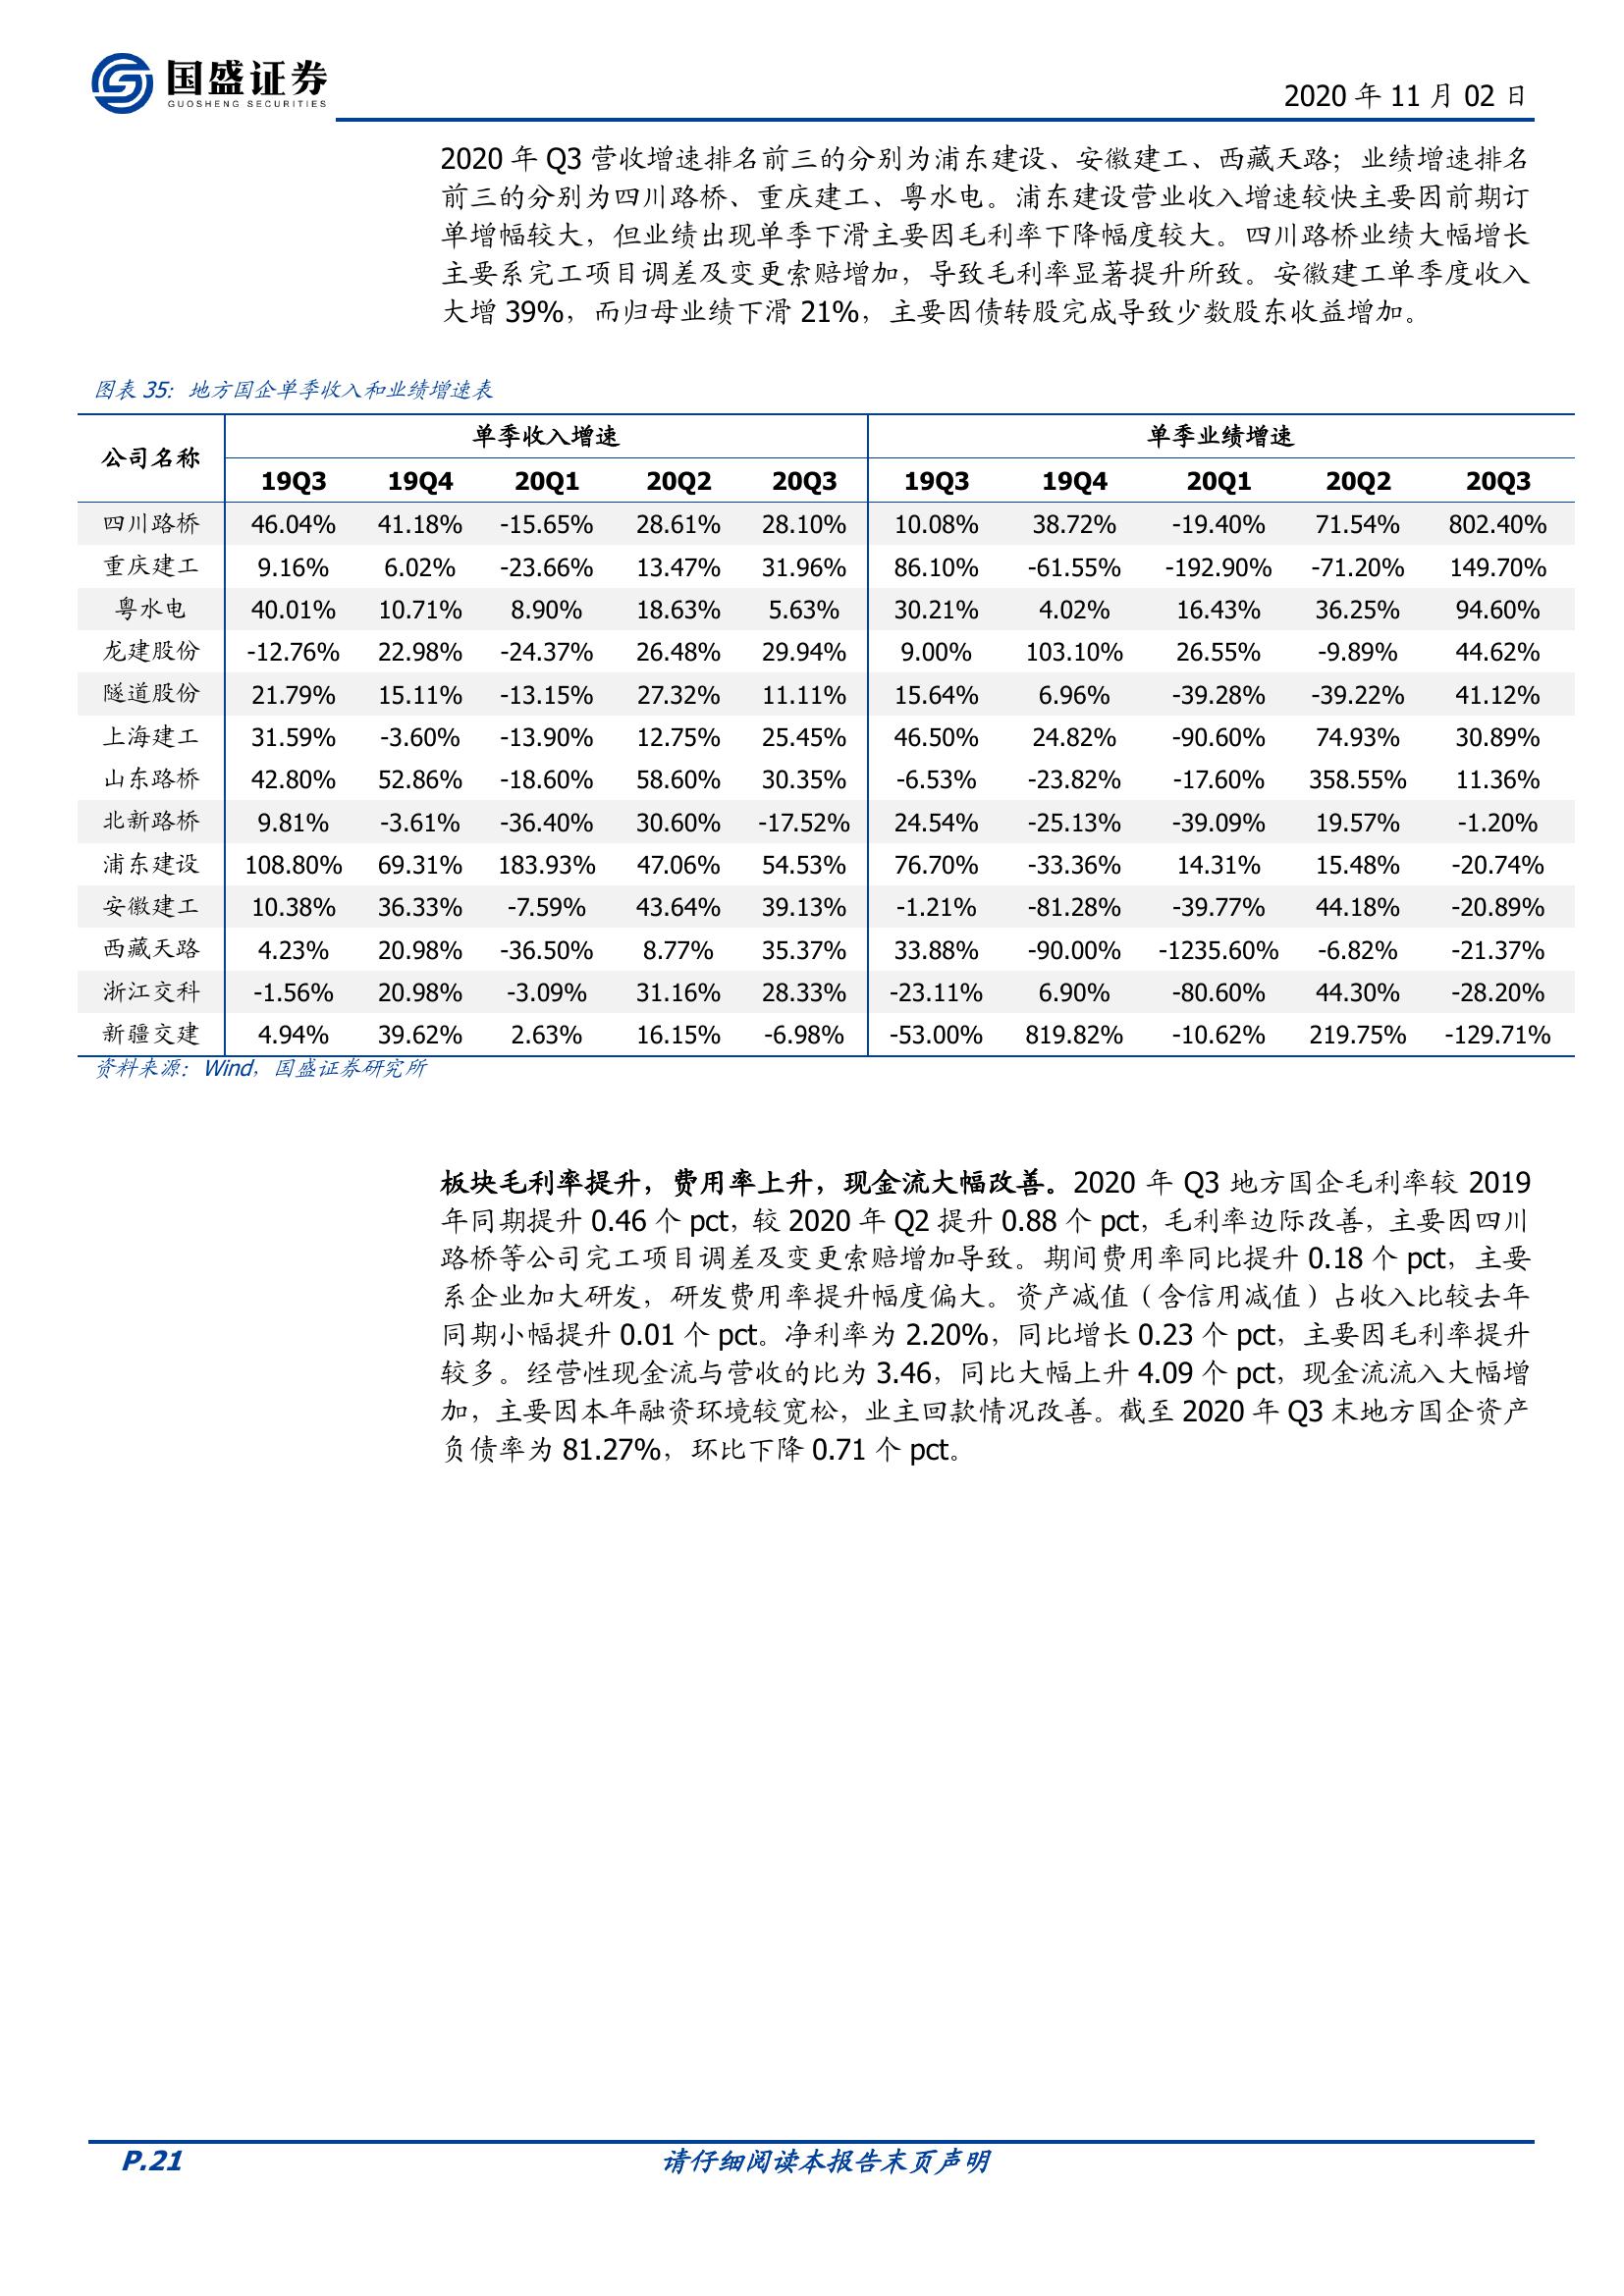 国盛证券
GUOSHENG SECURITIES
2020 年 11 月 02 日
2020 年 Q3 营收增速排名前三的分别为浦东建设、安徽建工、西藏天路；业绩增速排名
前三的分别为四川路桥、重庆建工、粤水电。浦东建设营业收入增速较快主要因前期订
单增幅较大，但业绩出现单季下滑主要因毛利率下降幅度较大。四川路桥业绩大幅增长
主要系完工项目调差及变更索赔增加，导致毛利率显著提升所致。安徽建工单季度收入
大增 39%，而归母业绩下滑 21%，主要因债转股完成导致少数股东收益增加。
图表 35：地方国企单季收入和业绩增速表
公司名称 单季收入增速 单季业绩增速
19Q3 19Q4 20Q1 20Q2 20Q3 19Q3 19Q4 20Q1 20Q2 20Q3
四川路桥 46.04% 41.18% -15.65% 28.61% 28.10% 10.08% 38.72% -19.40% 71.54% 802.40%
重庆建工 9.16% 6.02% -23.66% 13.47% 31.96% 86.10% -61.55% -192.90% -71.20% 149.70%
粤水电 40.01% 10.71% 8.90% 18.63% 5.63% 30.21% 4.02% 16.43% 36.25% 94.60%
龙建股份 -12.76% 22.98% -24.37% 26.48% 29.94% 9.00% 103.10% 26.55% -9.89% 44.62%
隧道股份 21.79% 15.11% -13.15% 27.32% 11.11% 15.64% 6.96% -39.28% -39.22% 41.12%
上海建工 31.59% -3.60% -13.90% 12.75% 25.45% 46.50% 24.82% -90.60% 74.93% 30.89%
山东路桥 42.80% 52.86% -18.60% 58.60% 30.35% -6.53% -23.82% -17.60% 358.55% 11.36%
北新路桥 9.81% -3.61% -36.40% 30.60% -17.52% 24.54% -25.13% -39.09% 19.57% -1.20%
浦东建设 108.80% 69.31% 183.93% 47.06% 54.53% 76.70% -33.36% 14.31% 15.48% -20.74%
安徽建工 10.38% 36.33% -7.59% 43.64% 39.13% -1.21% -81.28% -39.77% 44.18% -20.89%
西藏天路 4.23% 20.98% -36.50% 8.77% 35.37% 33.88% -90.00% -1235.60% -6.82% -21.37%
浙江交科 -1.56% 20.98% -3.09% 31.16% 28.33% -23.11% 6.90% -80.60% 44.30% -28.20%
新疆交建 4.94% 39.62% 2.63% 16.15% -6.98% -53.00% 819.82% -10.62% 219.75% -129.71%
资料来源：Wind，国盛证券研究所
板块毛利率提升，费用率上升，现金流大幅改善。2020 年 Q3 地方国企毛利率较 2019
年同期提升 0.46 个 pct，较 2020 年 Q2 提升 0.88 个 pct，毛利率边际改善，主要因四川
路桥等公司完工项目调差及变更索赔增加导致。期间费用率同比提升 0.18 个 pct，主要
系企业加大研发，研发费用率提升幅度偏大。资产减值（含信用减值）占收入比较去年
同期小幅提升 0.01 个 pct。净利率为 2.20%，同比增长 0.23 个 pct，主要因毛利率提升
较多。经营性现金流与营收的比为 3.46，同比大幅上升 4.09 个 pct，现金流流入大幅增
加，主要因本年融资环境较宽松，业主回款情况改善。截至 2020 年 Q3 末地方国企资产
负债率为 81.27%，环比下降 0.71 个 pct。
P.21 请仔细阅读本报告末页声明